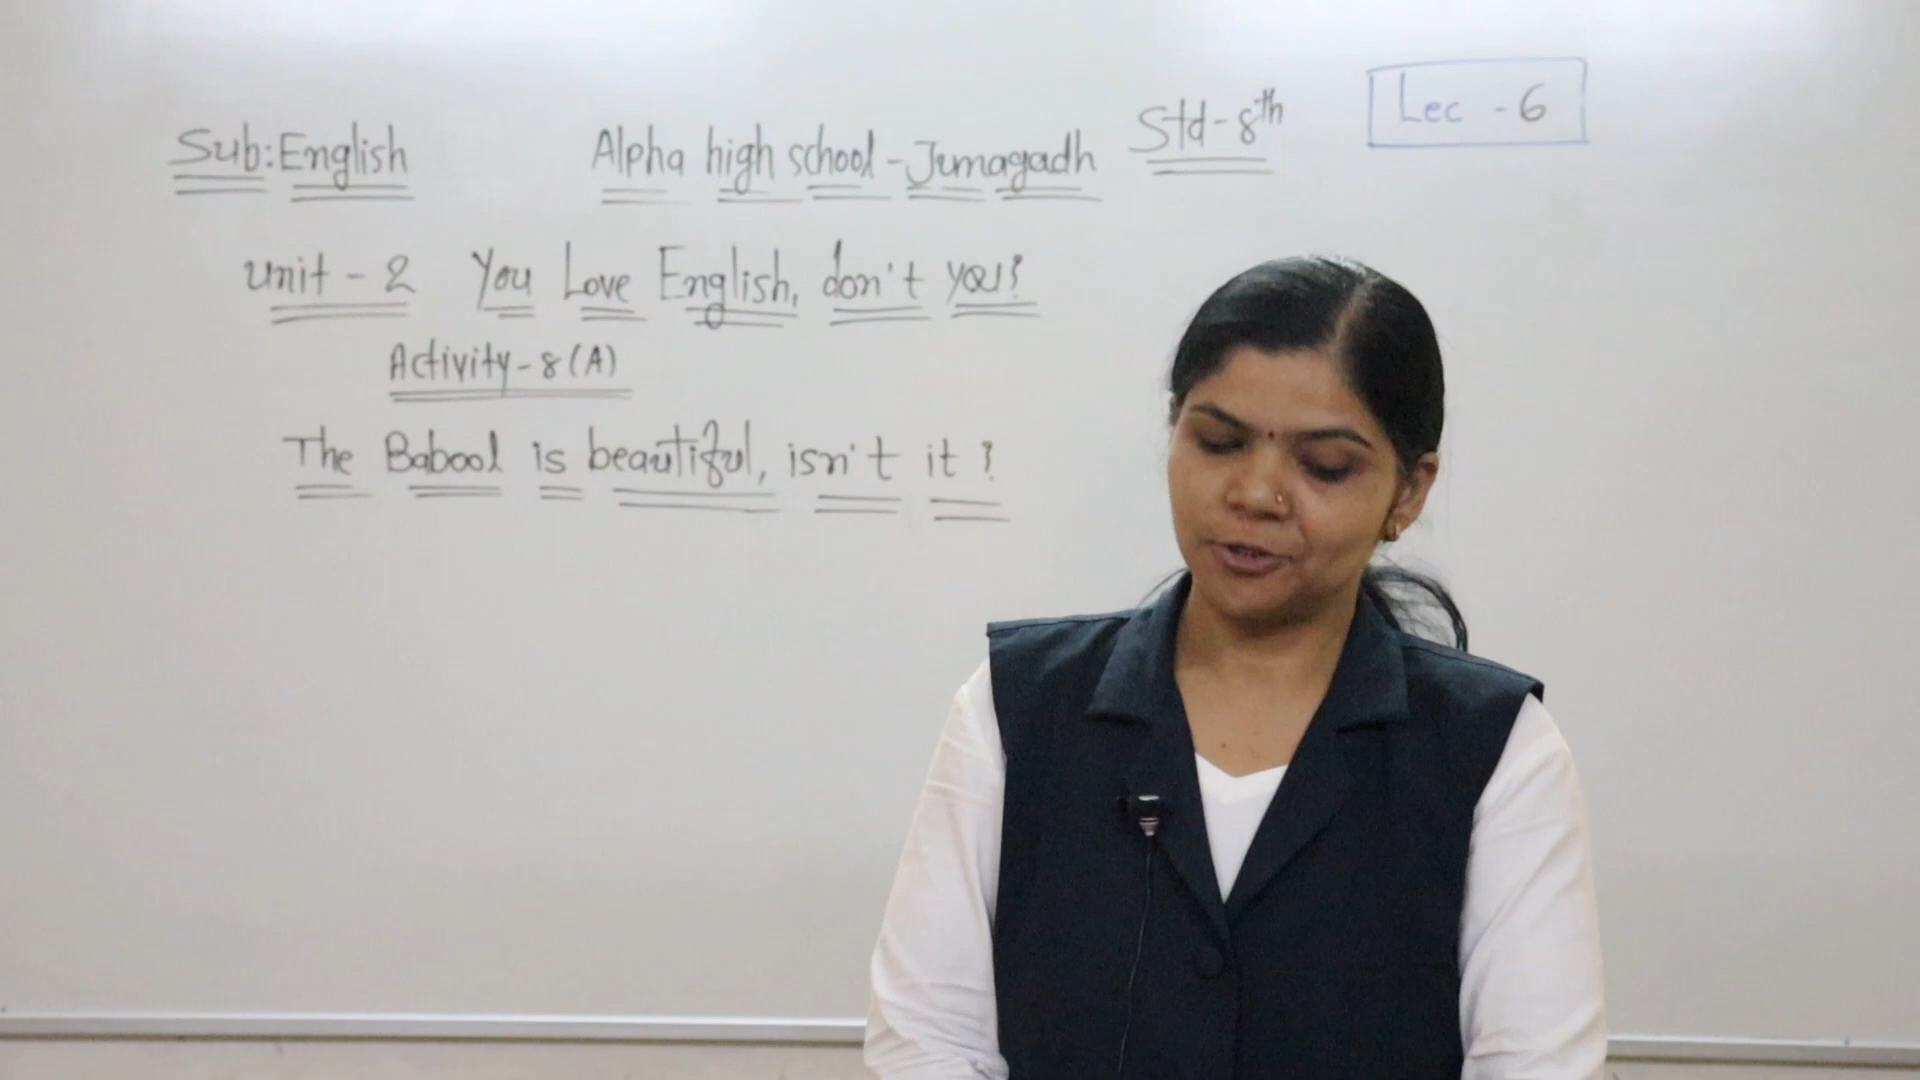 Sub: English Alpha high school - Junagadh Std - 8th Lec - 6
Unit - 2 You Love English, don't you?
Activity - 8 (A)
The Babool is beautiful, isn't it?